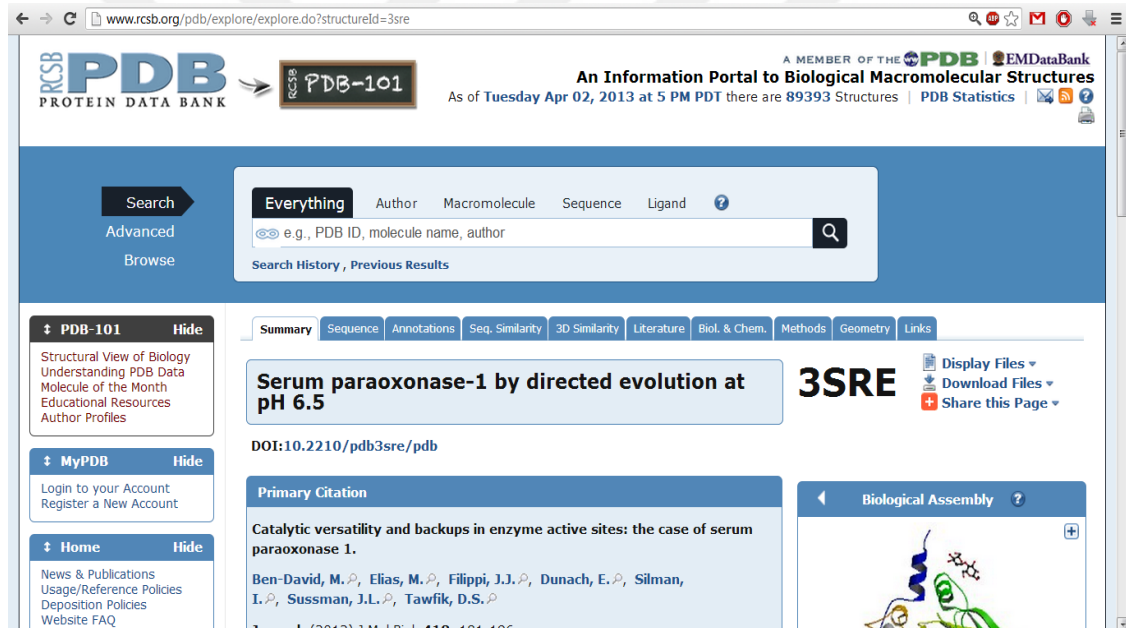 www.rcsb.org/pdb/explore/explore.do?structureId=3sre
A MEMBER OF THE PDB | EMDataBank
RCSB PDB
PROTEIN DATA BANK
RCSB PDB-101
An Information Portal to Biological Macromolecular Structures
As of Tuesday Apr 02, 2013 at 5 PM PDT there are 89393 Structures | PDB Statistics |
Search
Advanced
Browse
Everything Author Macromolecule Sequence Ligand ?
e.g., PDB ID, molecule name, author
Search History , Previous Results
PDB-101 Hide
Structural View of Biology
Understanding PDB Data
Molecule of the Month
Educational Resources
Author Profiles
MyPDB Hide
Login to your Account
Register a New Account
Home Hide
News & Publications
Usage/Reference Policies
Deposition Policies
Website FAQ
Summary Sequence Annotations Seq. Similarity 3D Similarity Literature Biol. & Chem. Methods Geometry Links
Serum paraoxonase-1 by directed evolution at
pH 6.5
3SRE
Display Files
Download Files
Share this Page
DOI:10.2210/pdb3sre/pdb
Primary Citation
Catalytic versatility and backups in enzyme active sites: the case of serum
paraoxonase 1.
Ben-David, M., Elias, M., Filippi, J.J., Dunach, E., Silman,
I., Sussman, J.L., Tawfik, D.S.
Biological Assembly ?